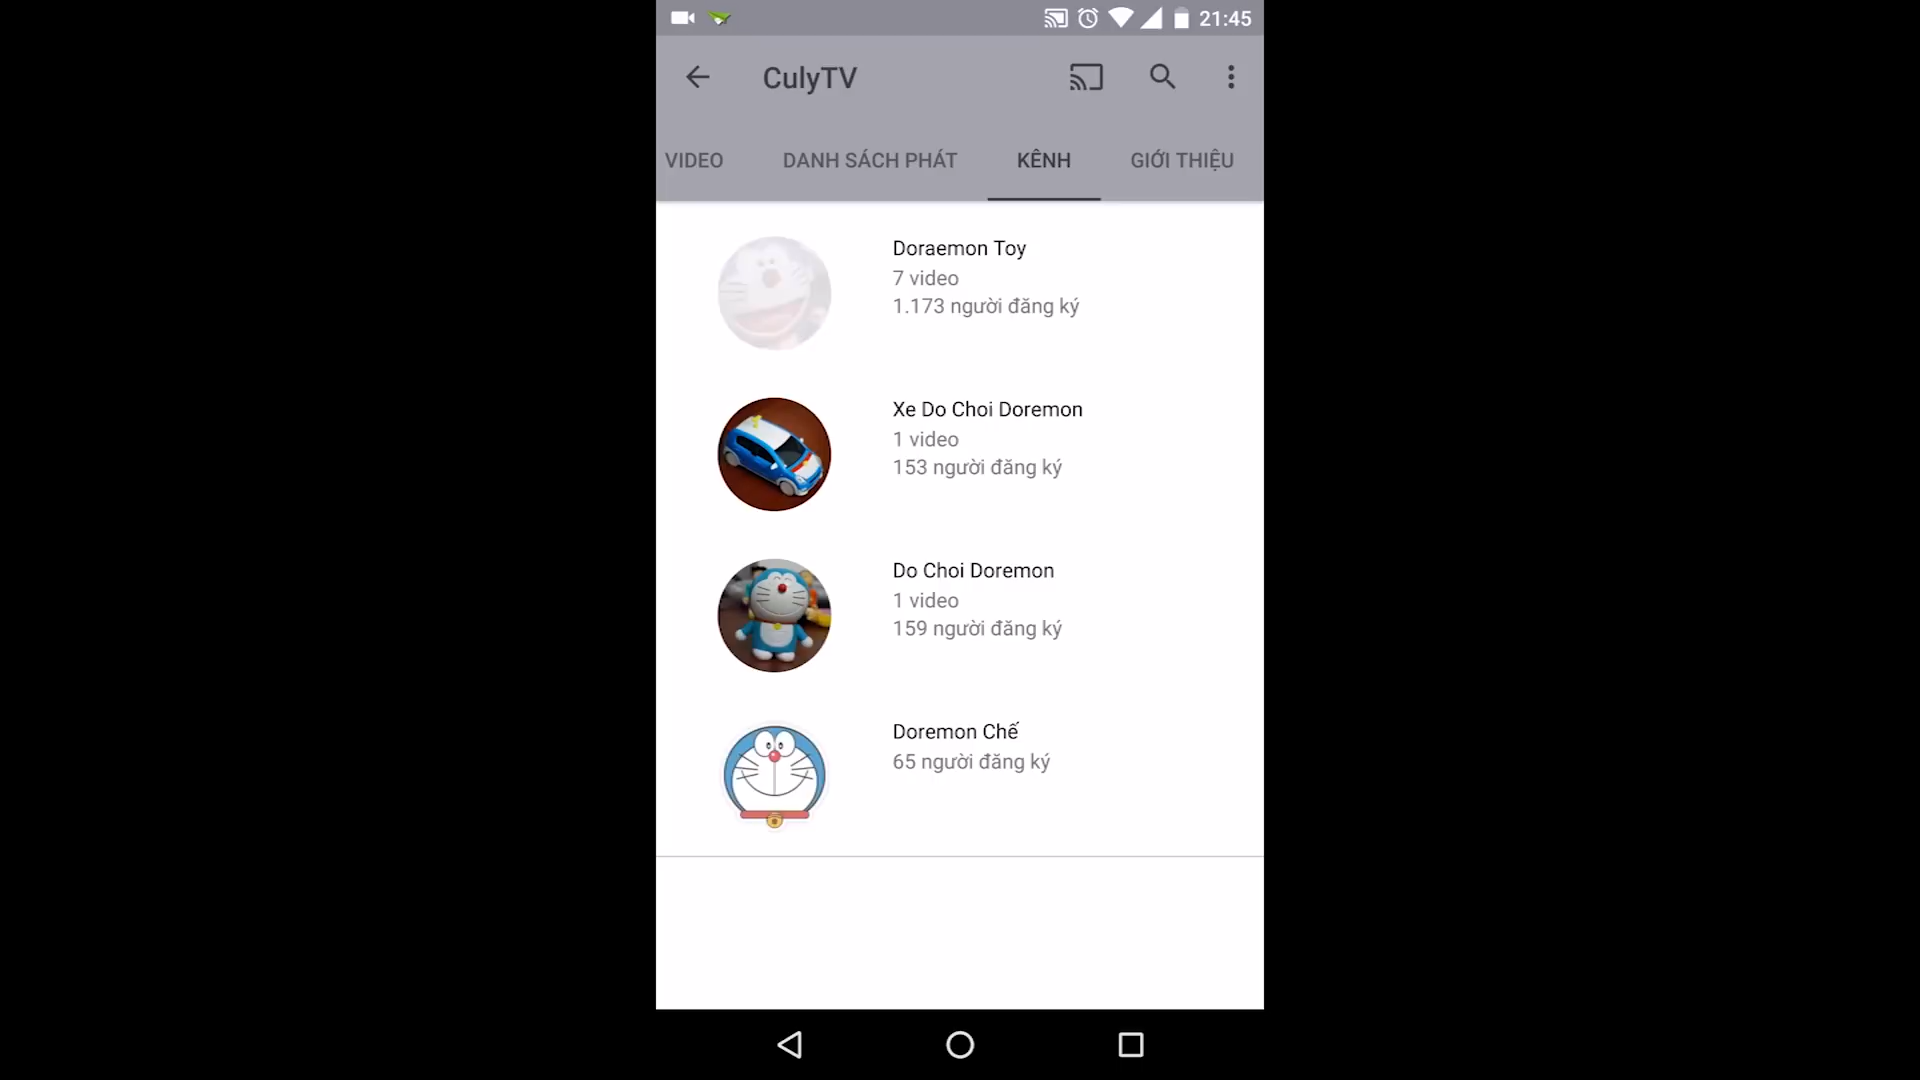 21:45
CulyTV
VIDEO DANH SÁCH PHÁT KÊNH GIỚI THIỆU
Doraemon Toy
7 video
1.173 người đăng ký
Xe Do Choi Doremon
1 video
153 người đăng ký
Do Choi Doremon
1 video
159 người đăng ký
Doremon Chế
65 người đăng ký